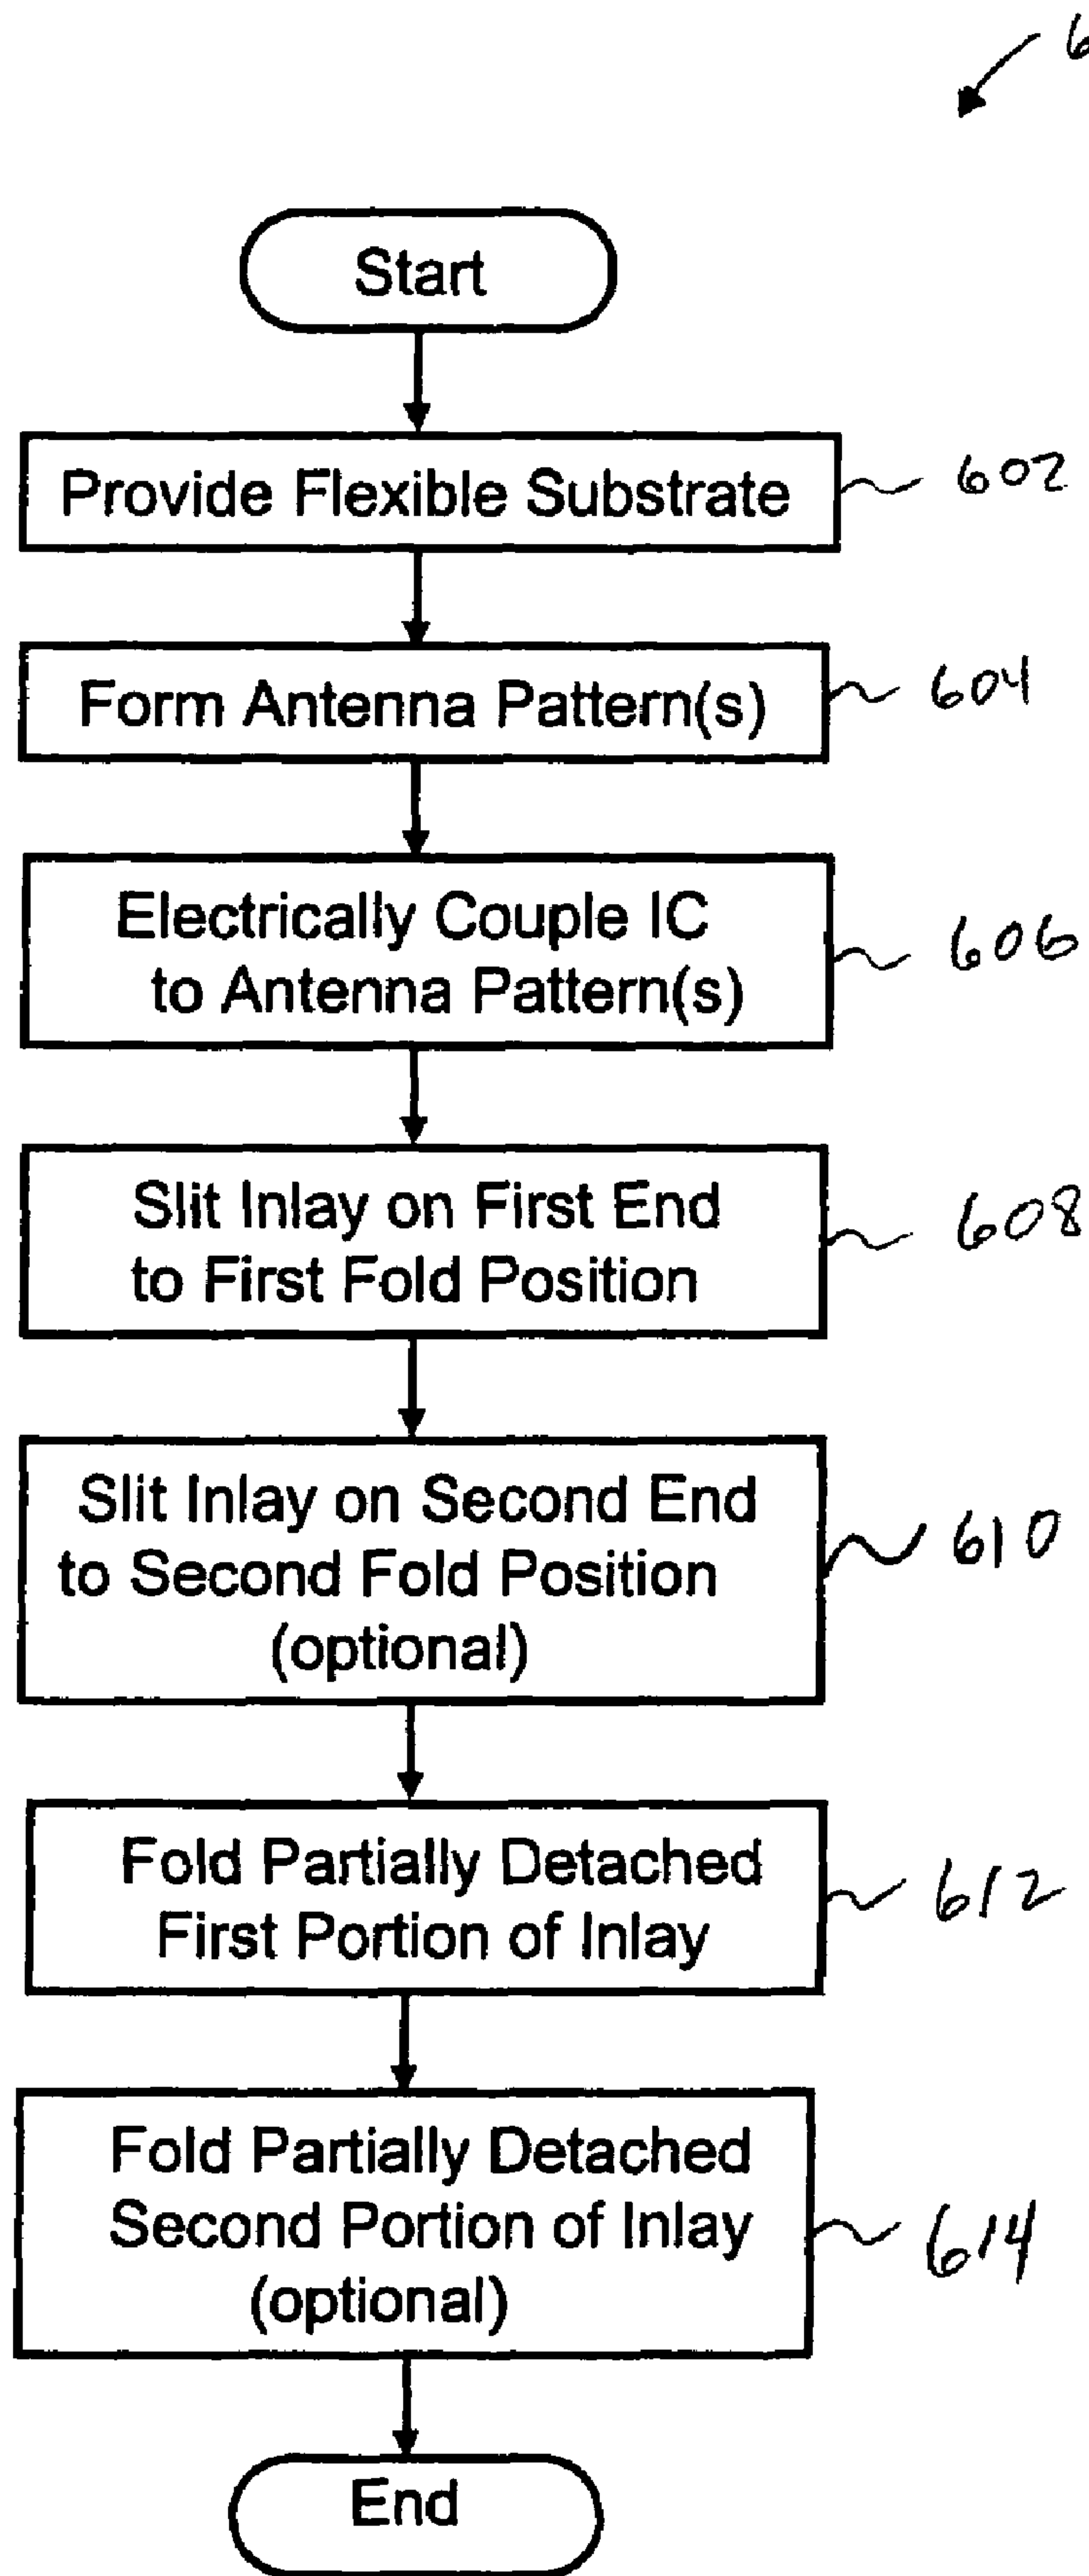 6
Start
Provide Flexible Substrate
602
Form Antenna Pattern(s)
604
Electrically Couple IC
to Antenna Pattern(s)
606
Slit Inlay on First End
to First Fold Position
608
Slit Inlay on Second End
to Second Fold Position
(optional)
610
Fold Partially Detached
First Portion of Inlay
612
Fold Partially Detached
Second Portion of Inlay
(optional)
614
End